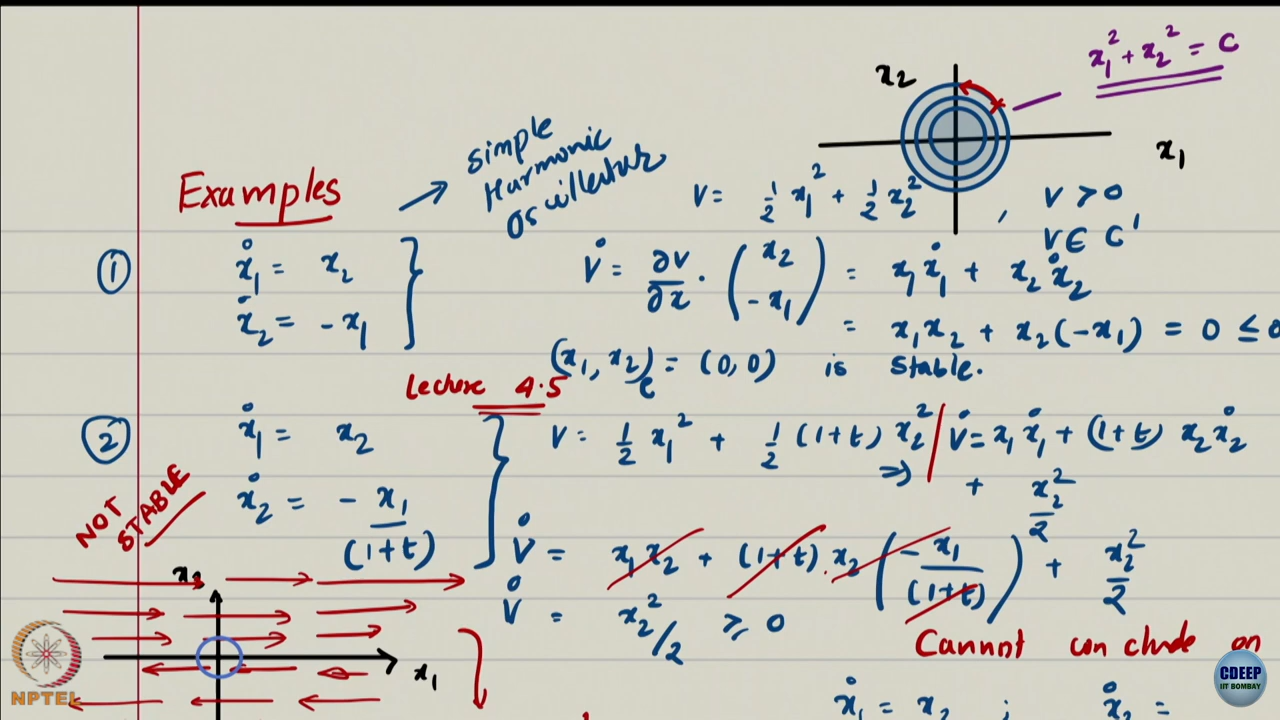 x₁² + x₂² = C
x₂
x₁
simple
Harmonic
Oscillator
Examples
V = ½ x₁² + ½ x₂² , V > 0
V ∈ C¹
① ẋ₁ = x₂
ẋ₂ = -x₁
V̇ = ∂V/∂x · (x₂, -x₁) = x₁ẋ₁ + x₂ẋ₂
= x₁x₂ + x₂(-x₁) = 0 ≤ 0
(x₁, x₂)ₑ = (0,0) is stable.
Lecture 4.5
② ẋ₁ = x₂
ẋ₂ = - x₁/(1+t)
V = ½ x₁² + ½ (1+t) x₂² ⇒ V̇ = x₁ẋ₁ + (1+t) x₂ẋ₂
+ x₂²/2
NOT
STABLE
V̇ = x₁x₂ + (1+t) . x₂ (- x₁/(1+t)) + x₂²/2
V̇ = x₂²/2 ≥ 0
Cannot conclude on
x₂
x₁
ẋ₁ = x₂ ; ẋ₂ =
NPTEL
CDEEP
IIT BOMBAY